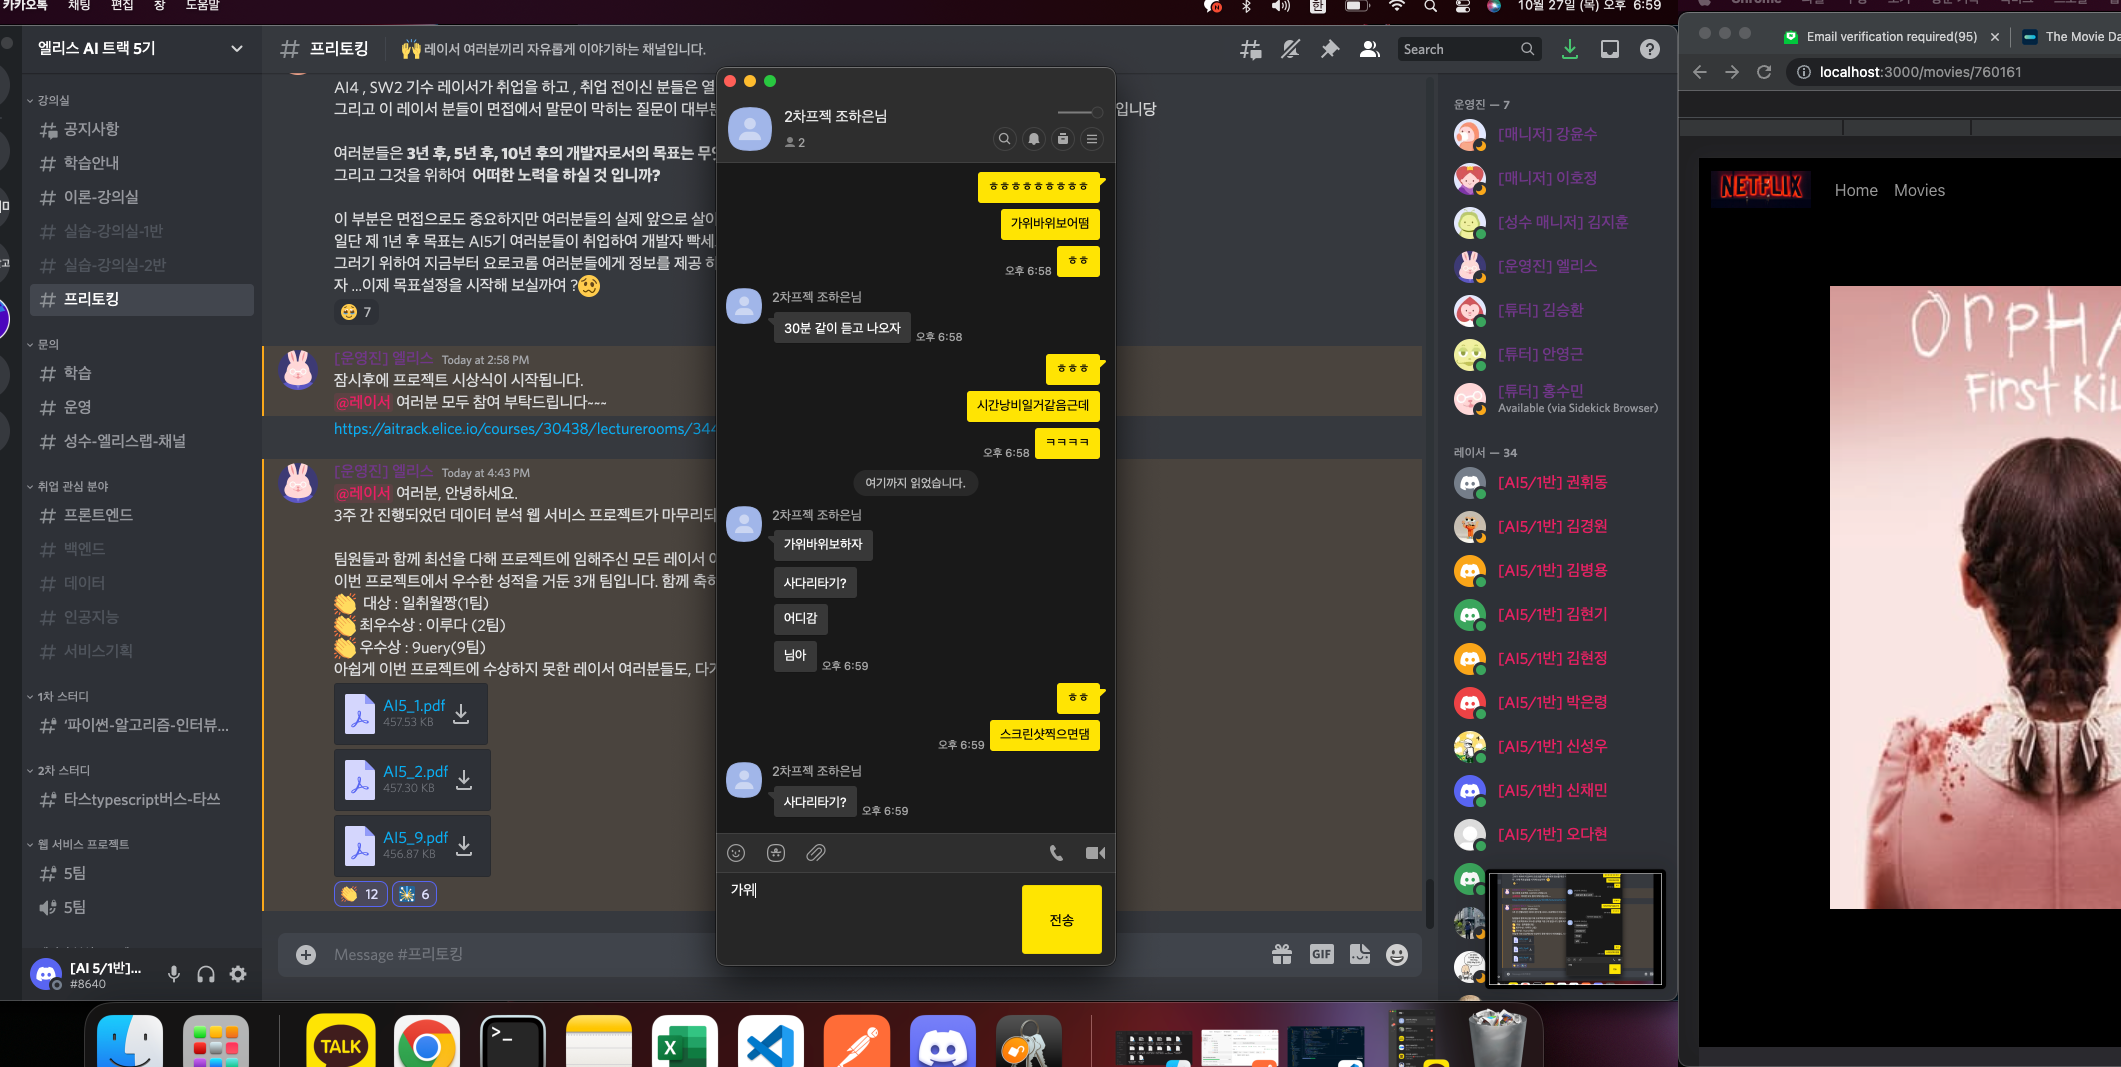 카카오톡 채팅 편집 창 도움말
10월 27일 (목) 오후 6:59
엘리스 AI 트랙 5기
강의실
공지사항
학습안내
이론-강의실
실습-강의실-1반
실습-강의실-2반
프리토킹
문의
학습
운영
성수-엘리스랩-채널
취업 관심 분야
프론트엔드
백엔드
데이터
인공지능
서비스기획
1차 스터디
‘파이썬-알고리즘-인터뷰...
2차 스터디
타스typescript버스-타쓰
웹 서비스 프로젝트
5팀
5팀
[AI 5/1반]...
#8640
프리토킹
레이서 여러분끼리 자유롭게 이야기하는 채널입니다.
Search
AI4 , SW2 기수 레이서가 취업을 하고 , 취업 전이신 분들은 열
그리고 이 레이서 분들이 면접에서 말문이 막히는 질문이 대부분
입니당
여러분들은 3년 후, 5년 후, 10년 후의 개발자로서의 목표는 무엇
그리고 그것을 위하여 어떠한 노력을 하실 것 입니까?
이 부분은 면접으로도 중요하지만 여러분들의 실제 앞으로 살아
일단 제 1년 후 목표는 AI5기 여러분들이 취업하여 개발자 빡세
그러기 위하여 지금부터 요로코롬 여러분들에게 정보를 제공 하
자 ...이제 목표설정을 시작해 보실까여 ?
7
[운영진] 엘리스 Today at 2:58 PM
잠시후에 프로젝트 시상식이 시작됩니다.
@레이서 여러분 모두 참여 부탁드립니다~~~
https://aitrack.elice.io/courses/30438/lecturerooms/344
[운영진] 엘리스 Today at 4:43 PM
@레이서 여러분, 안녕하세요.
3주 간 진행되었던 데이터 분석 웹 서비스 프로젝트가 마무리되
팀원들과 함께 최선을 다해 프로젝트에 임해주신 모든 레이서 여
이번 프로젝트에서 우수한 성적을 거둔 3개 팀입니다. 함께 축하
대상 : 일취월짱(1팀)
최우수상 : 이루다 (2팀)
우수상 : 9uery(9팀)
아쉽게 이번 프로젝트에 수상하지 못한 레이서 여러분들도, 다가
AI5_1.pdf
457.53 KB
AI5_2.pdf
457.30 KB
AI5_9.pdf
456.87 KB
12 6
Message #프리토킹
GIF
2차프젝 조하은님
2
ㅎㅎㅎㅎㅎㅎㅎㅎㅎ
가위바위보어떰
ㅎㅎ
오후 6:58
2차프젝 조하은님
30분 같이 듣고 나오자
오후 6:58
ㅎㅎㅎ
시간낭비일거같음근데
ㅋㅋㅋㅋ
오후 6:58
여기까지 읽었습니다.
2차프젝 조하은님
가위바위보하자
사다리타기?
어디감
님아
오후 6:59
ㅎㅎ
스크린샷찍으면댐
오후 6:59
2차프젝 조하은님
사다리타기?
오후 6:59
가위
전송
운영진 — 7
[매니저] 강윤수
[매니저] 이호정
[성수 매니저] 김지훈
[운영진] 엘리스
[튜터] 김승환
[튜터] 안영근
[튜터] 홍수민
Available (via Sidekick Browser)
레이서 — 34
[AI5/1반] 권휘동
[AI5/1반] 김경원
[AI5/1반] 김병용
[AI5/1반] 김현기
[AI5/1반] 김현정
[AI5/1반] 박은령
[AI5/1반] 신성우
[AI5/1반] 신채민
[AI5/1반] 오다현
Email verification required(95)
The Movie Da
localhost:3000/movies/760161
NETFLIX
Home Movies
OrpHA
First Kil
TALK